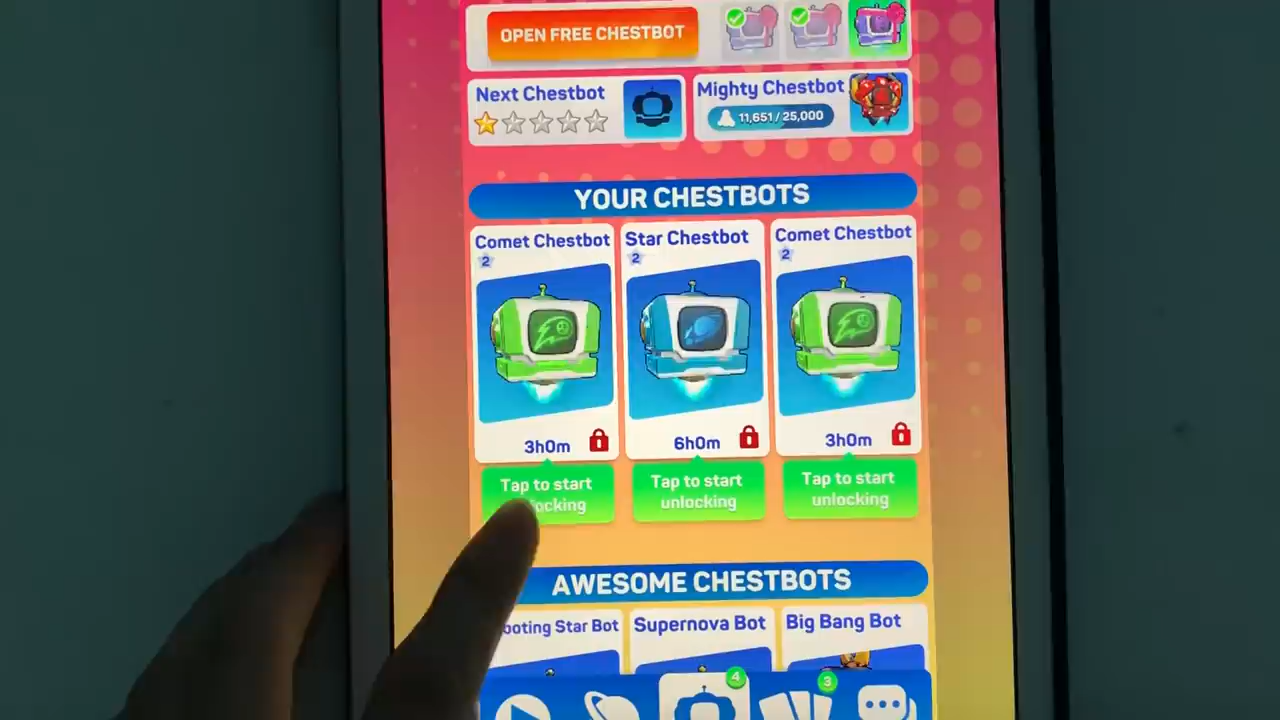 OPEN FREE CHESTBOT
Next Chestbot
Mighty Chestbot
11,651 / 25,000
YOUR CHESTBOTS
Comet Chestbot
2
Star Chestbot
2
Comet Chestbot
2
3h0m
6h0m
3h0m
Tap to start
Tap to start
unlocking
Tap to start
unlocking
AWESOME CHESTBOTS
Star Bot
Supernova Bot
Big Bang Bot
4
3